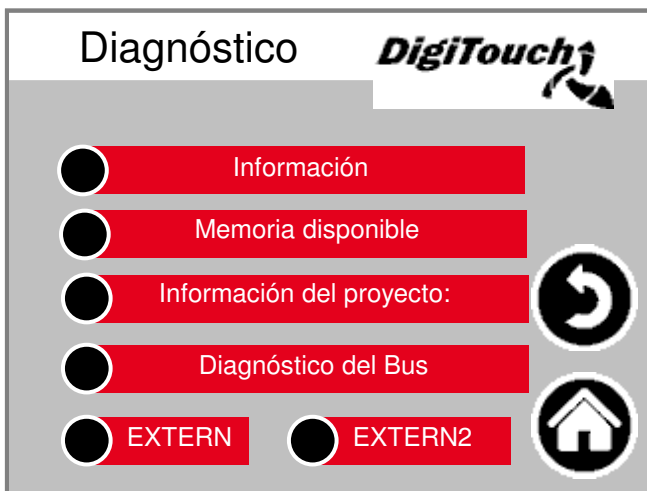 Diagnóstico
DigiTouch
Información
Memoria disponible
Información del proyecto:
Diagnóstico del Bus
EXTERN
EXTERN2